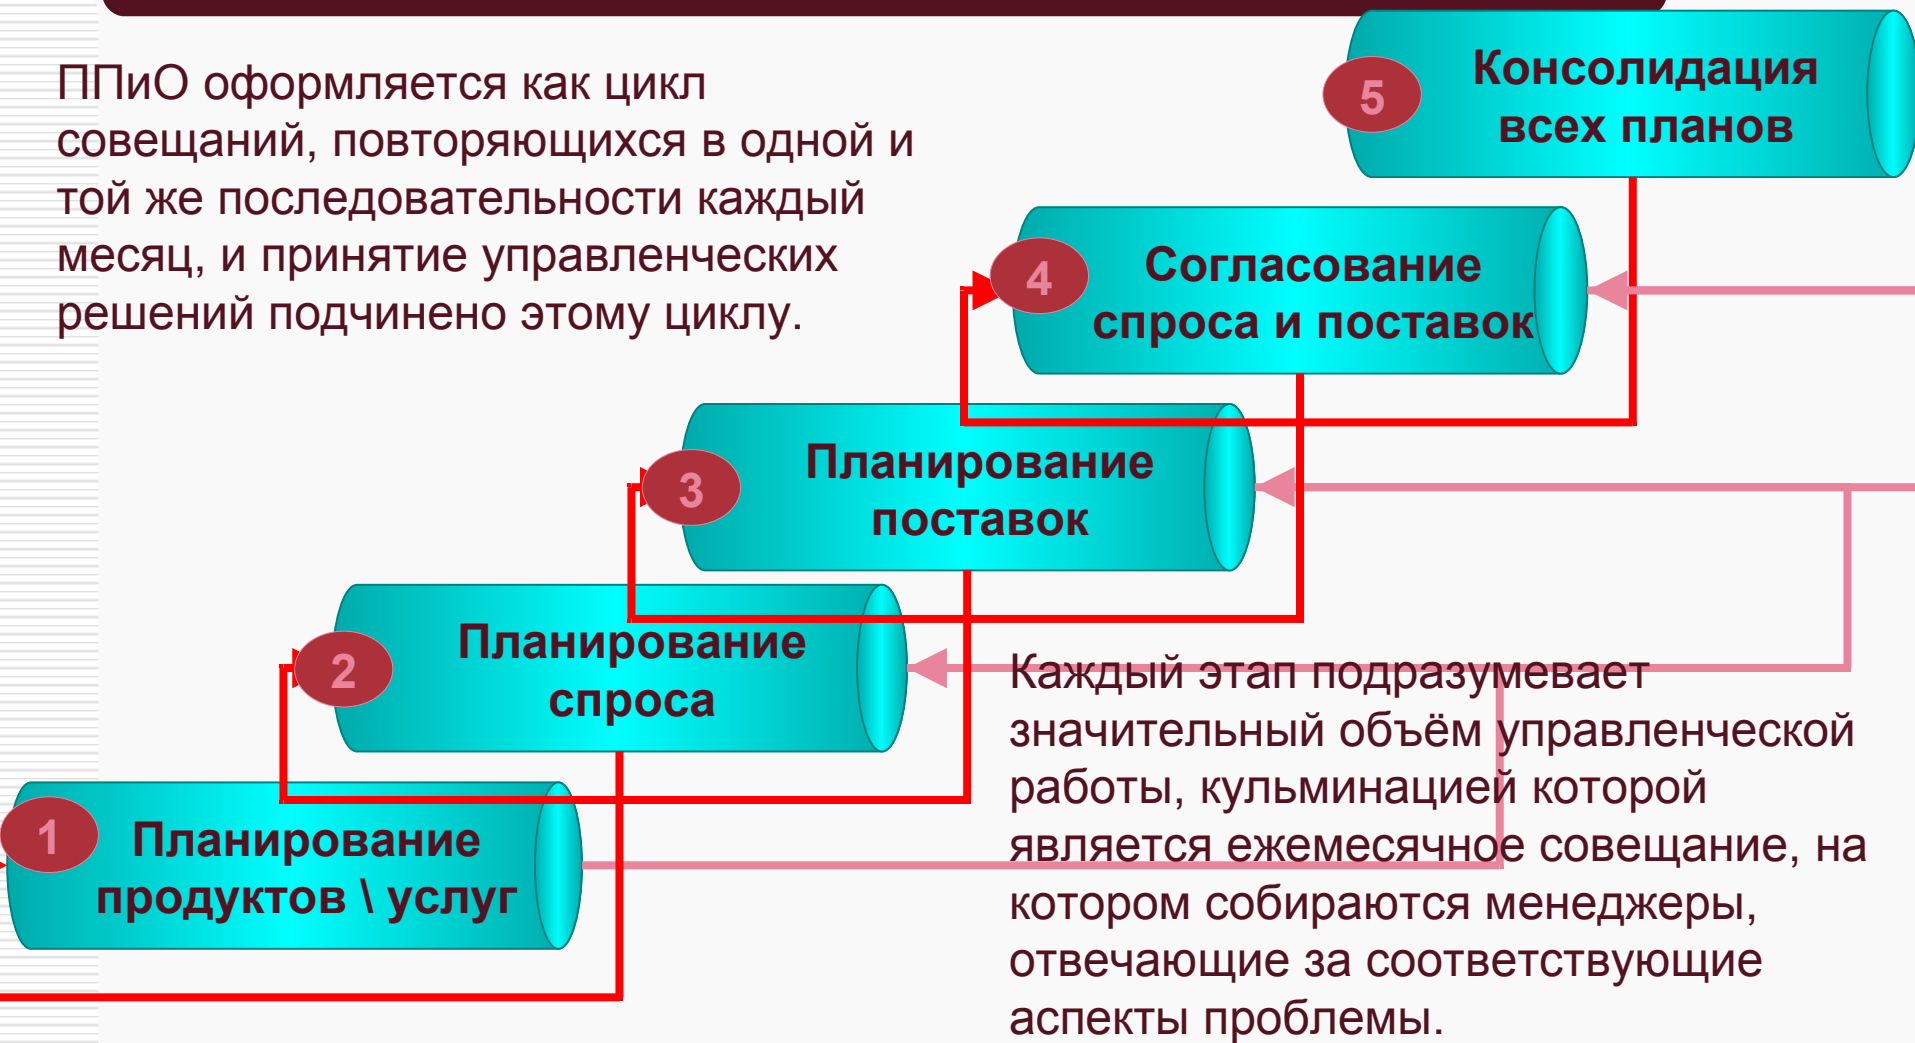 ППиО оформляется как цикл
совещаний, повторяющихся в одной и
той же последовательности каждый
месяц, и принятие управленческих
решений подчинено этому циклу.
5
Консолидация
всех планов
4
Согласование
спроса и поставок
3
Планирование
поставок
2
Планирование
спроса
1
Планирование
продуктов \ услуг
Каждый этап подразумевает
значительный объём управленческой
работы, кульминацией которой
является ежемесячное совещание, на
котором собираются менеджеры,
отвечающие за соответствующие
аспекты проблемы.